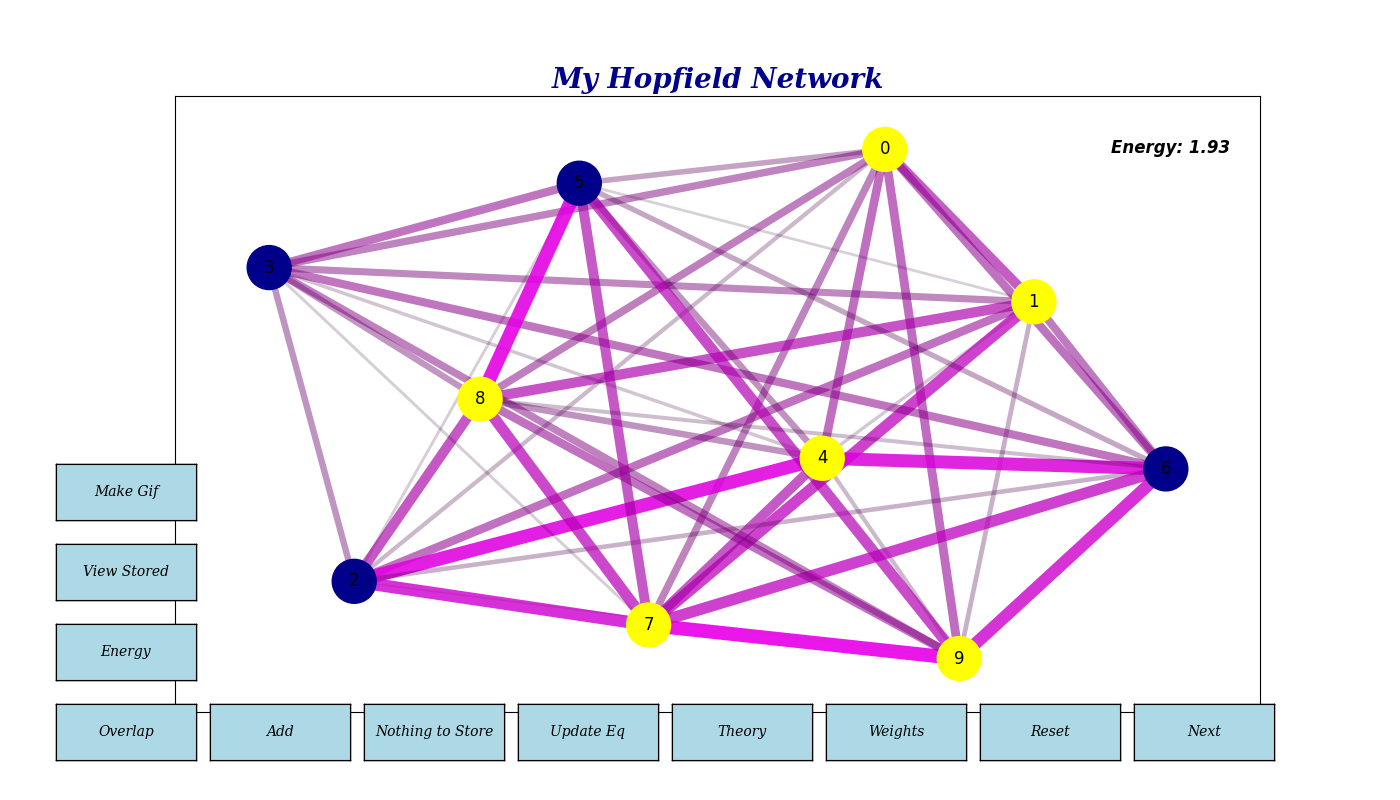 My Hopfield Network
Energy: 1.93
0
5
3
1
8
4
6
2
7
9
Make Gif
View Stored
Energy
Overlap
Add
Nothing to Store
Update Eq
Theory
Weights
Reset
Next